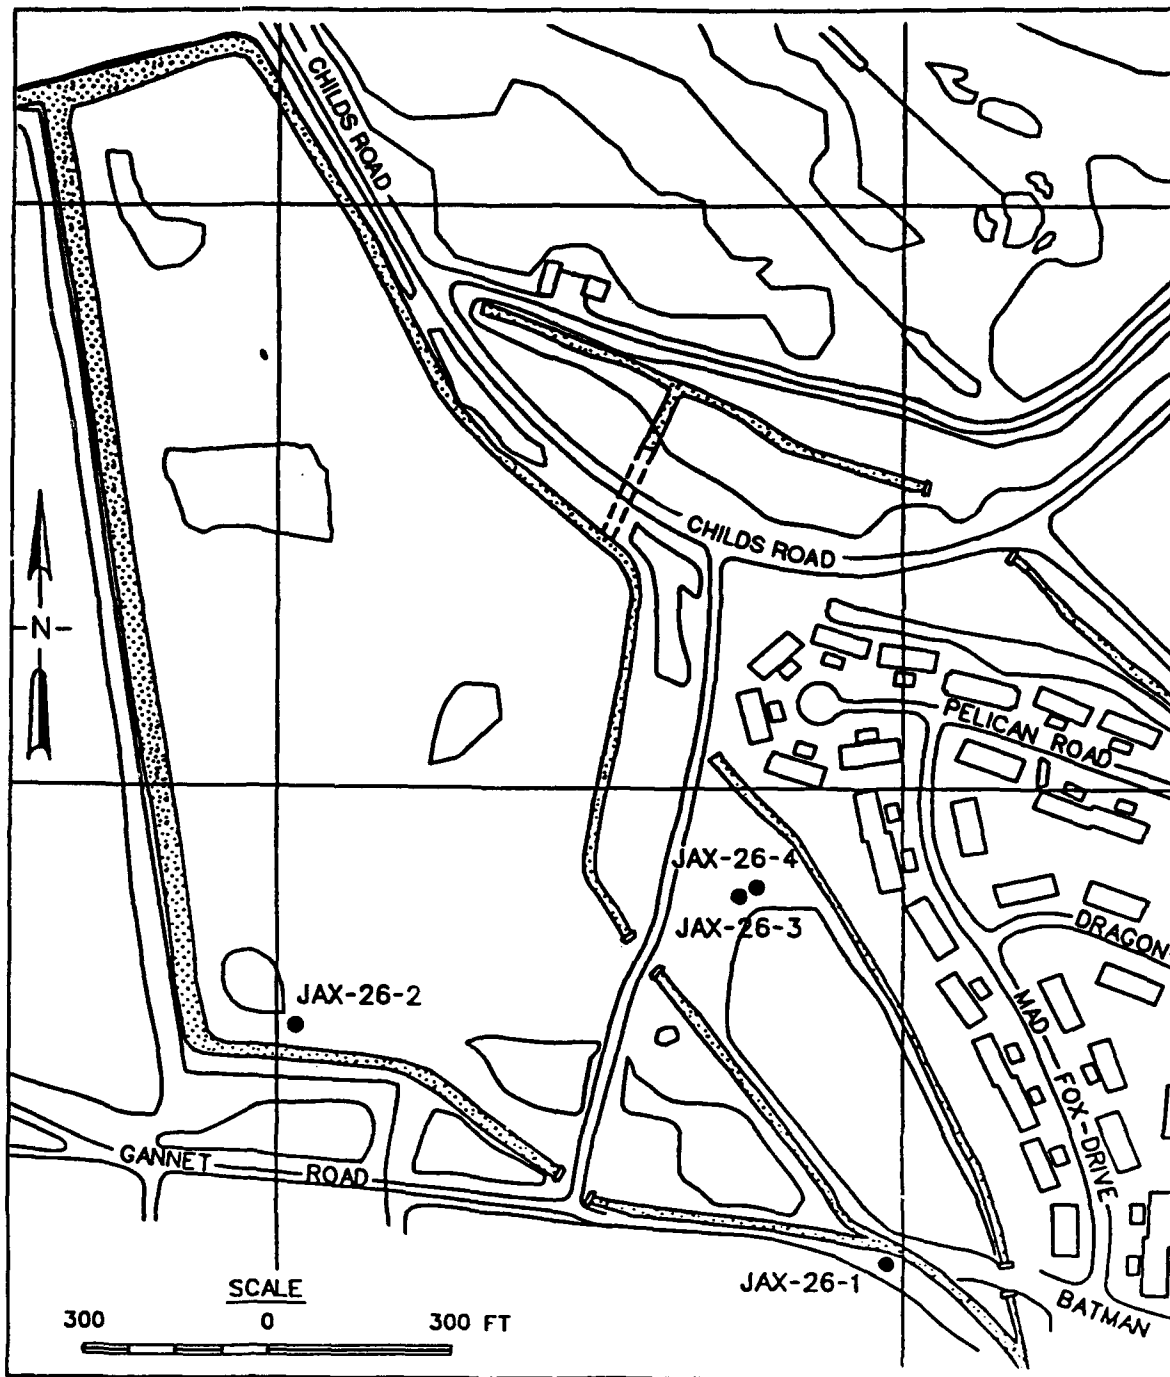 CHILDS ROAD
CHILDS ROAD
-N-
PELICAN ROAD
JAX-26-4
JAX-26-3
DRAGON
JAX-26-2
MAD FOX-DRIVE
GANNET ROAD
JAX-26-1
BATMAN
SCALE
300 0 300 FT